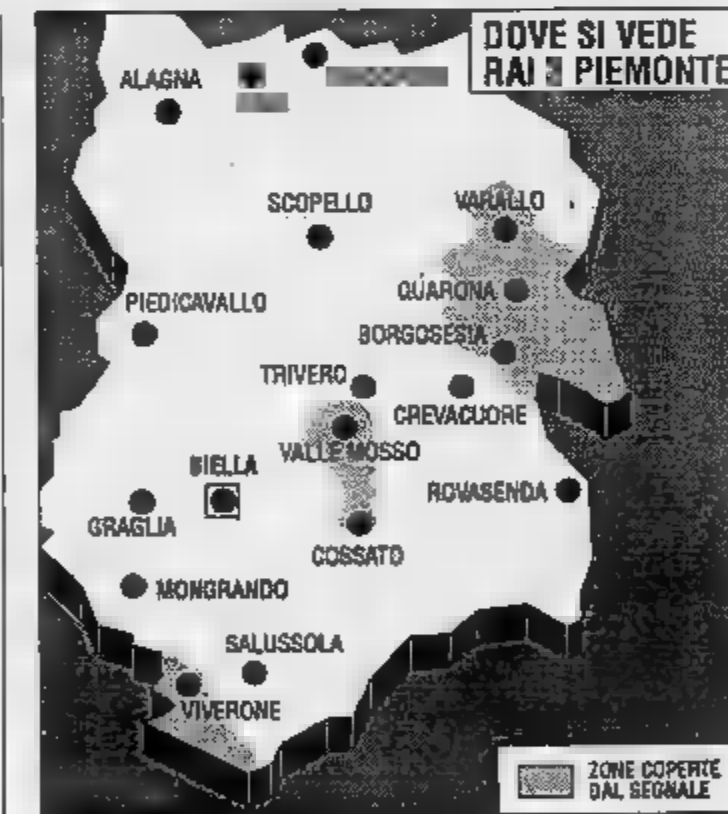 DOVE SI VEDE
RAI PIEMONTE
ALAGNA
SCOPELLO
VARALLO
QUARONA
PIEDICAVALLO
BORGOSESIA
TRIVERO
CREVACUORE
VALLE MOSSO
BIELLA
ROVASENDA
GRAGLIA
COSSATO
MONGRANDO
SALUSSOLA
VIVERONE
ZONE COPERTE
DAL SEGNALE